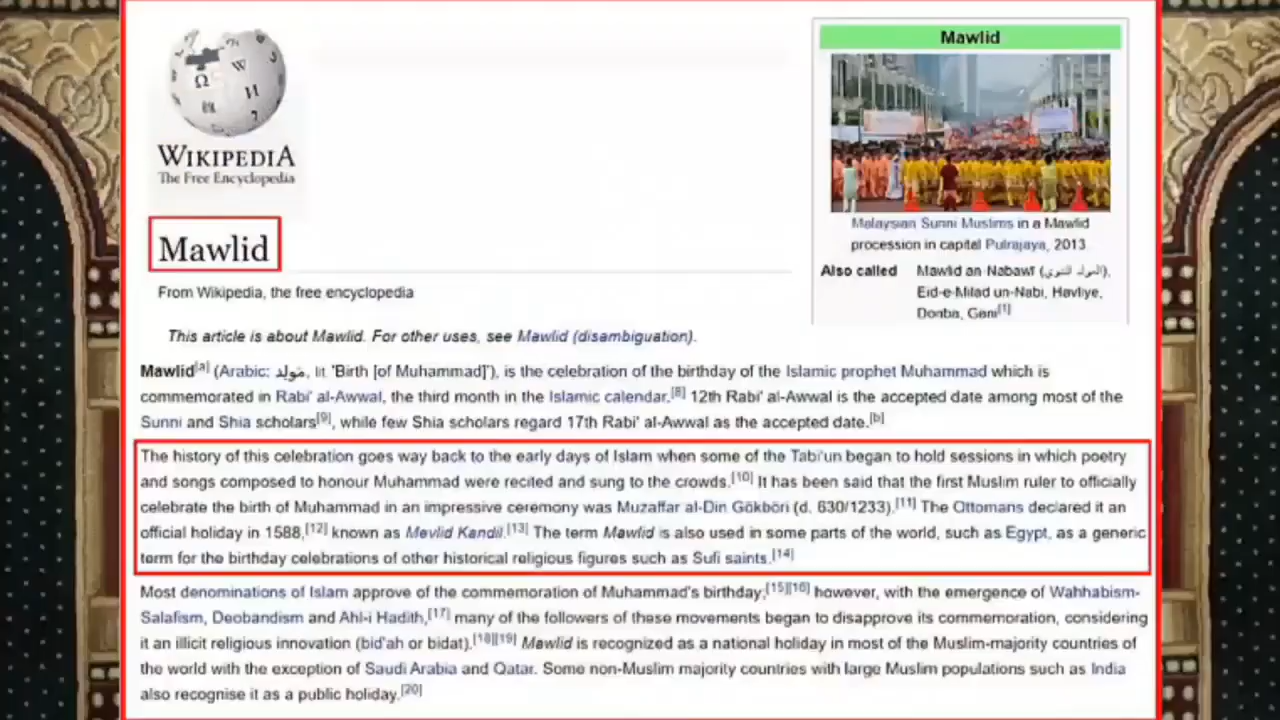 WIKIPEDIA
The Free Encyclopedia
Mawlid
From Wikipedia, the free encyclopedia
This article is about Mawlid. For other uses, see Mawlid (disambiguation).
Mawlid[a] (Arabic: مَولِد, lit. 'Birth [of Muhammad]'), is the celebration of the birthday of the Islamic prophet Muhammad which is
commemorated in Rabi' al-Awwal, the third month in the Islamic calendar.[8] 12th Rabi' al-Awwal is the accepted date among most of the
Sunni and Shia scholars[9], while few Shia scholars regard 17th Rabi' al-Awwal as the accepted date.[b]
The history of this celebration goes way back to the early days of Islam when some of the Tabi'un began to hold sessions in which poetry
and songs composed to honour Muhammad were recited and sung to the crowds.[10] It has been said that the first Muslim ruler to officially
celebrate the birth of Muhammad in an impressive ceremony was Muzaffar al-Din Gökböri (d. 630/1233).[11] The Ottomans declared it an
official holiday in 1588,[12] known as Mevlid Kandil.[13] The term Mawlid is also used in some parts of the world, such as Egypt, as a generic
term for the birthday celebrations of other historical religious figures such as Sufi saints.[14]
Most denominations of Islam approve of the commemoration of Muhammad's birthday;[15][16] however, with the emergence of Wahhabism-
Salafism, Deobandism and Ahl-i Hadith,[17] many of the followers of these movements began to disapprove its commemoration, considering
it an illicit religious innovation (bid'ah or bidat).[18][19] Mawlid is recognized as a national holiday in most of the Muslim-majority countries of
the world with the exception of Saudi Arabia and Qatar. Some non-Muslim majority countries with large Muslim populations such as India
also recognise it as a public holiday.[20]
Mawlid
Malaysian Sunni Muslims in a Mawlid
procession in capital Putrajaya, 2013
Also called Mawlid an-Nabawī (المولد النبوي),
Eid-e-Milad un-Nabi, Havliye,
Donba, Gani[1]